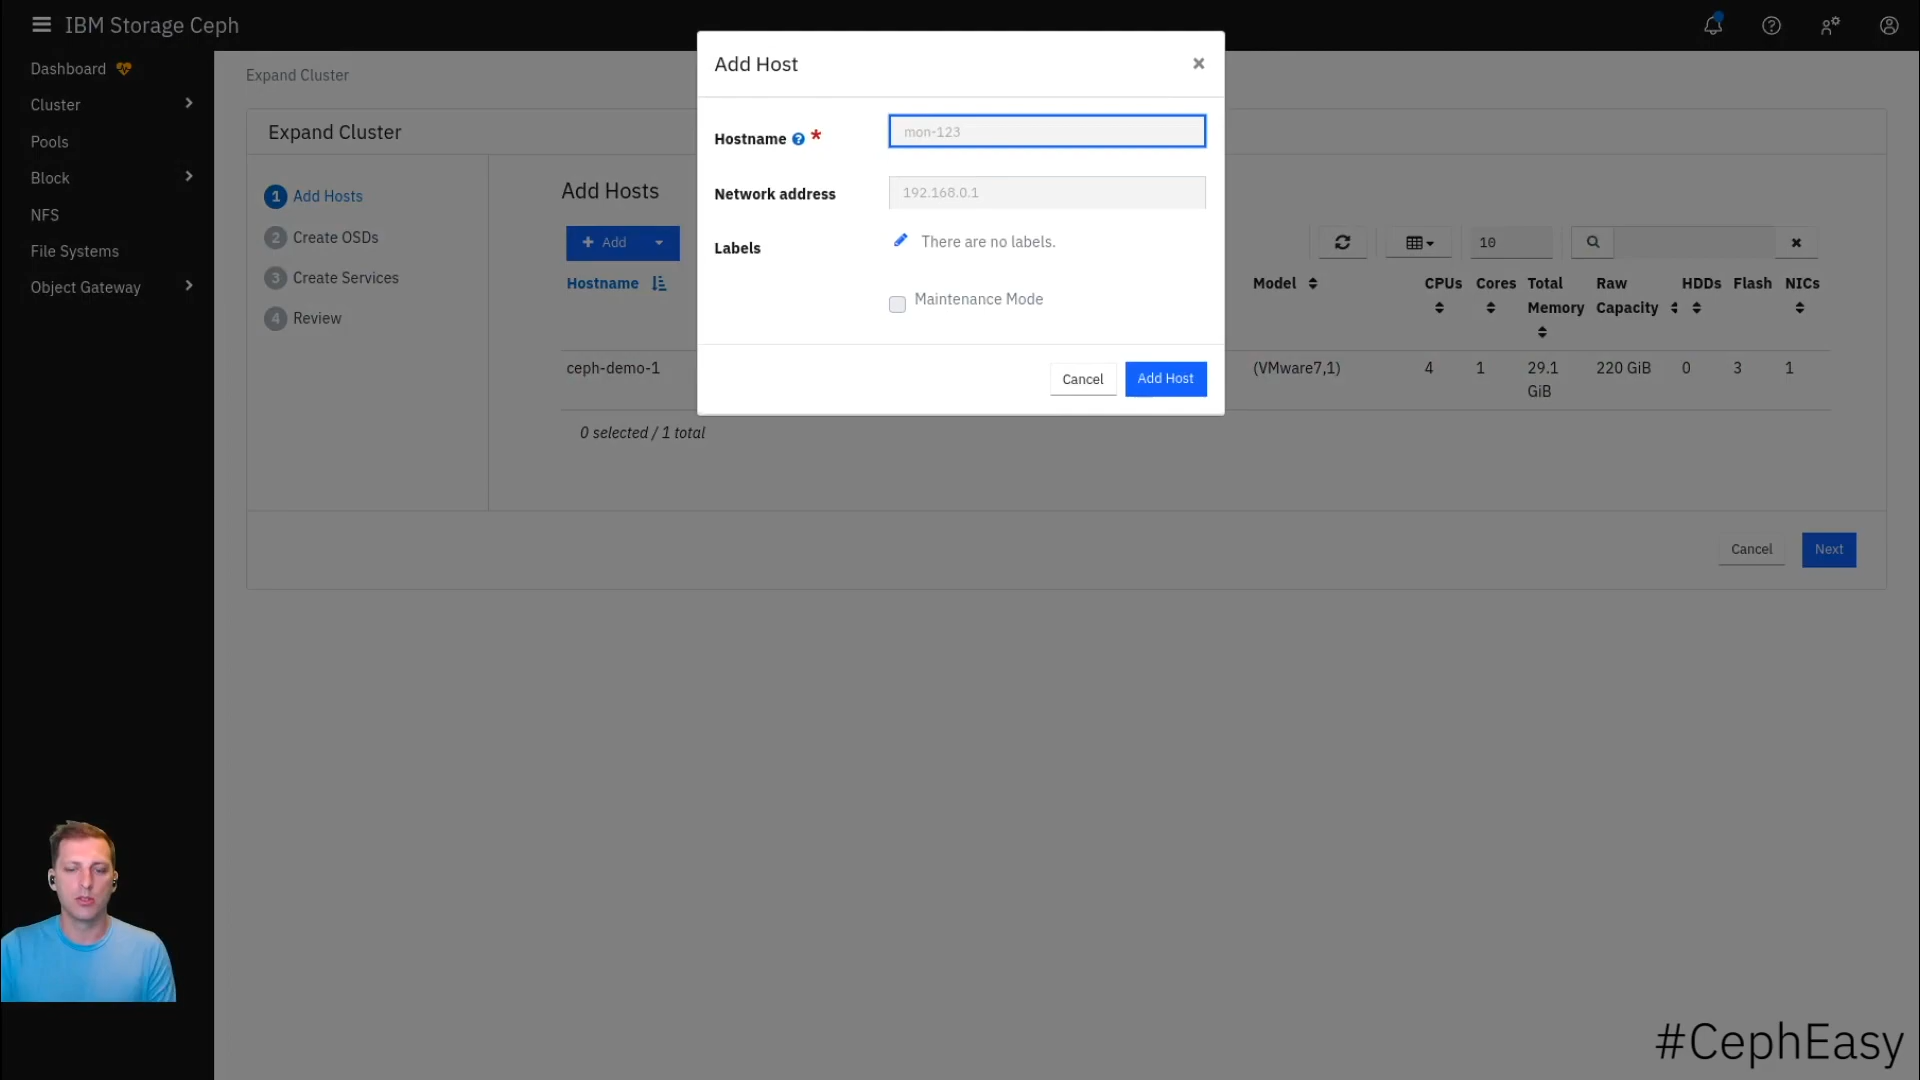 IBM Storage Ceph
Dashboard
Cluster
Pools
Block
NFS
File Systems
Object Gateway
Expand Cluster
Expand Cluster
1 Add Hosts
2 Create OSDs
3 Create Services
4 Review
Add Hosts
Add
10
Hostname
Model
CPUs
Cores
Total Memory
Raw Capacity
HDDs
Flash
NICs
ceph-demo-1
(VMware7,1)
4
1
29.1 GiB
220 GiB
0
3
1
0 selected / 1 total
Cancel
Next
Add Host
Hostname *
mon-123
Network address
192.168.0.1
Labels
There are no labels.
Maintenance Mode
Cancel
Add Host
#CephEasy